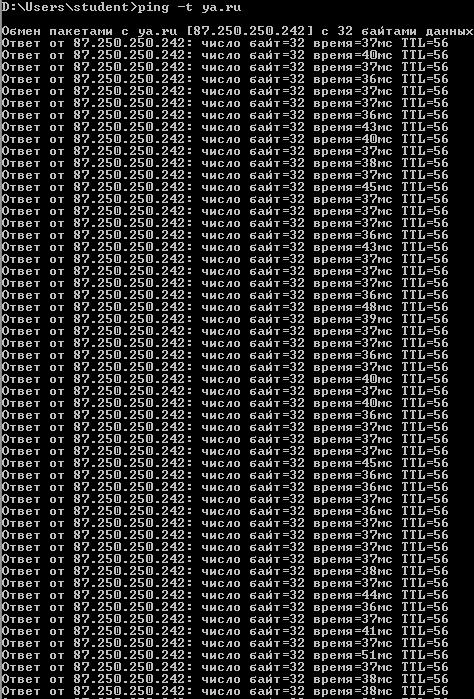 D:\Users\student>ping -t ya.ru
Обмен пакетами с ya.ru [87.250.250.242] с 32 байтами данных
Ответ от 87.250.250.242: число байт=32 время=37мс TTL=56
Ответ от 87.250.250.242: число байт=32 время=40мс TTL=56
Ответ от 87.250.250.242: число байт=32 время=37мс TTL=56
Ответ от 87.250.250.242: число байт=32 время=36мс TTL=56
Ответ от 87.250.250.242: число байт=32 время=37мс TTL=56
Ответ от 87.250.250.242: число байт=32 время=37мс TTL=56
Ответ от 87.250.250.242: число байт=32 время=36мс TTL=56
Ответ от 87.250.250.242: число байт=32 время=43мс TTL=56
Ответ от 87.250.250.242: число байт=32 время=40мс TTL=56
Ответ от 87.250.250.242: число байт=32 время=37мс TTL=56
Ответ от 87.250.250.242: число байт=32 время=38мс TTL=56
Ответ от 87.250.250.242: число байт=32 время=37мс TTL=56
Ответ от 87.250.250.242: число байт=32 время=45мс TTL=56
Ответ от 87.250.250.242: число байт=32 время=37мс TTL=56
Ответ от 87.250.250.242: число байт=32 время=37мс TTL=56
Ответ от 87.250.250.242: число байт=32 время=37мс TTL=56
Ответ от 87.250.250.242: число байт=32 время=36мс TTL=56
Ответ от 87.250.250.242: число байт=32 время=43мс TTL=56
Ответ от 87.250.250.242: число байт=32 время=37мс TTL=56
Ответ от 87.250.250.242: число байт=32 время=37мс TTL=56
Ответ от 87.250.250.242: число байт=32 время=37мс TTL=56
Ответ от 87.250.250.242: число байт=32 время=36мс TTL=56
Ответ от 87.250.250.242: число байт=32 время=48мс TTL=56
Ответ от 87.250.250.242: число байт=32 время=39мс TTL=56
Ответ от 87.250.250.242: число байт=32 время=37мс TTL=56
Ответ от 87.250.250.242: число байт=32 время=37мс TTL=56
Ответ от 87.250.250.242: число байт=32 время=36мс TTL=56
Ответ от 87.250.250.242: число байт=32 время=37мс TTL=56
Ответ от 87.250.250.242: число байт=32 время=40мс TTL=56
Ответ от 87.250.250.242: число байт=32 время=37мс TTL=56
Ответ от 87.250.250.242: число байт=32 время=40мс TTL=56
Ответ от 87.250.250.242: число байт=32 время=36мс TTL=56
Ответ от 87.250.250.242: число байт=32 время=37мс TTL=56
Ответ от 87.250.250.242: число байт=32 время=37мс TTL=56
Ответ от 87.250.250.242: число байт=32 время=37мс TTL=56
Ответ от 87.250.250.242: число байт=32 время=45мс TTL=56
Ответ от 87.250.250.242: число байт=32 время=36мс TTL=56
Ответ от 87.250.250.242: число байт=32 время=36мс TTL=56
Ответ от 87.250.250.242: число байт=32 время=37мс TTL=56
Ответ от 87.250.250.242: число байт=32 время=36мс TTL=56
Ответ от 87.250.250.242: число байт=32 время=37мс TTL=56
Ответ от 87.250.250.242: число байт=32 время=37мс TTL=56
Ответ от 87.250.250.242: число байт=32 время=37мс TTL=56
Ответ от 87.250.250.242: число байт=32 время=37мс TTL=56
Ответ от 87.250.250.242: число байт=32 время=38мс TTL=56
Ответ от 87.250.250.242: число байт=32 время=37мс TTL=56
Ответ от 87.250.250.242: число байт=32 время=44мс TTL=56
Ответ от 87.250.250.242: число байт=32 время=36мс TTL=56
Ответ от 87.250.250.242: число байт=32 время=37мс TTL=56
Ответ от 87.250.250.242: число байт=32 время=41мс TTL=56
Ответ от 87.250.250.242: число байт=32 время=37мс TTL=56
Ответ от 87.250.250.242: число байт=32 время=51мс TTL=56
Ответ от 87.250.250.242: число байт=32 время=37мс TTL=56
Ответ от 87.250.250.242: число байт=32 время=38мс TTL=56
Ответ от 87.250.250.242: число байт=32 время=38мс TTL=56